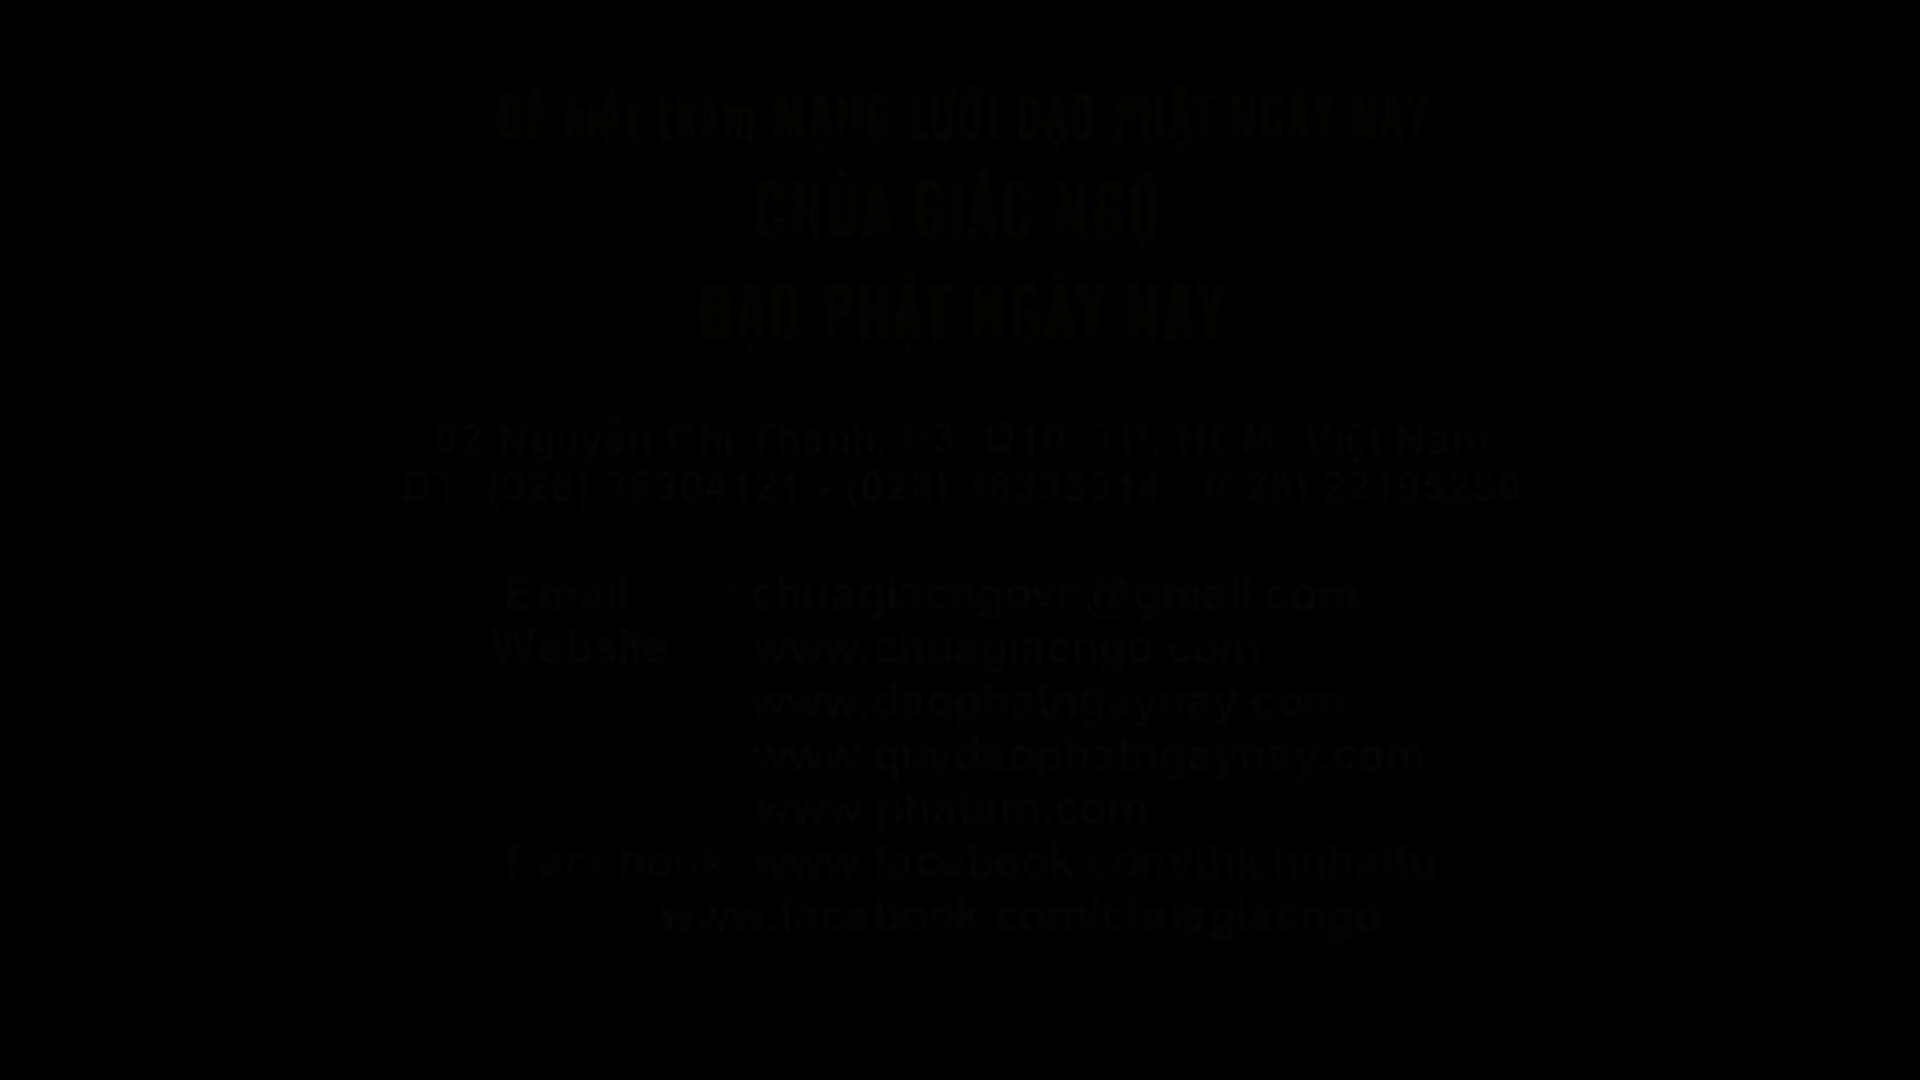 Để biết thêm MẠNG LƯỚI ĐẠO PHẬT NGÀY NAY
CHÙA GIÁC NGỘ
ĐẠO PHẬT NGÀY NAY
92 Nguyễn Chí Thanh, P3, Q10, TP. HCM, Việt Nam
ĐT: (028) 38304121 - (028) 38335914 - (028)
Email : chuagiacngovn@gmail.com
Website : www.chuagiacngo.com
www.daophatngaynay.com
www.quydaophatngaynay.com
www.phatam.com
Facebook: www.facebook.com/thichnhattu
www.facebook.com/chuagiacngo